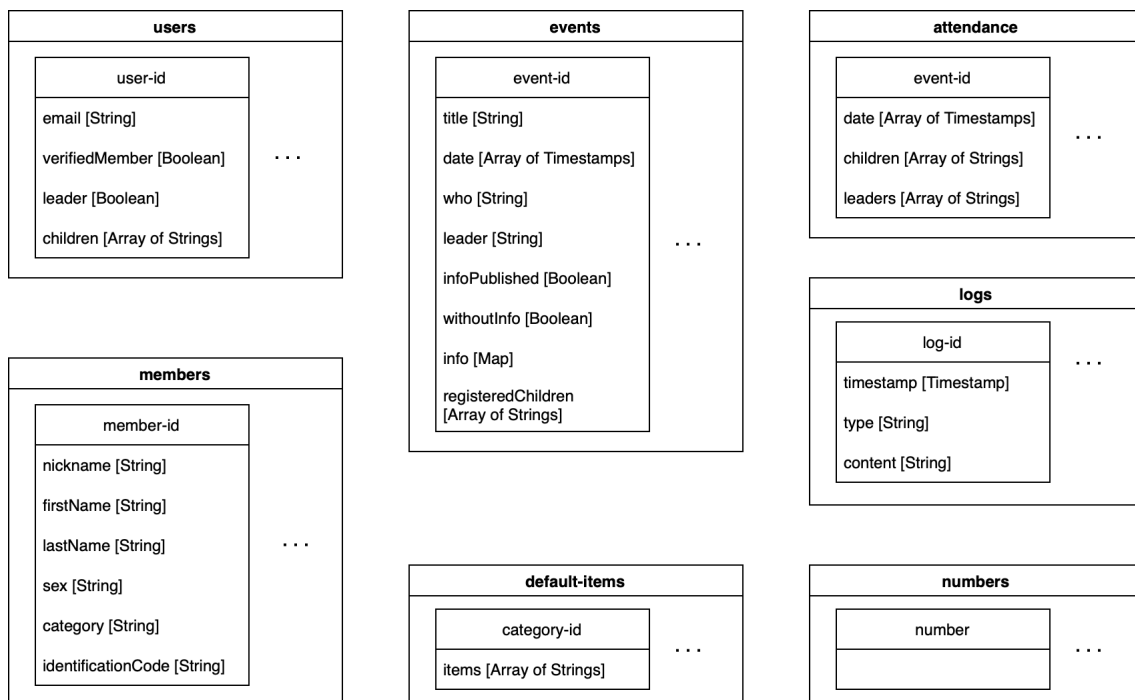 users
user-id
email [String]
verifiedMember [Boolean]
leader [Boolean]
children [Array of Strings]
...
members
member-id
nickname [String]
firstName [String]
lastName [String]
sex [String]
category [String]
identificationCode [String]
...
events
event-id
title [String]
date [Array of Timestamps]
who [String]
leader [String]
infoPublished [Boolean]
withoutInfo [Boolean]
info [Map]
registeredChildren
[Array of Strings]
...
default-items
category-id
items [Array of Strings]
...
attendance
event-id
date [Array of Timestamps]
children [Array of Strings]
leaders [Array of Strings]
...
logs
log-id
timestamp [Timestamp]
type [String]
content [String]
...
numbers
number
...